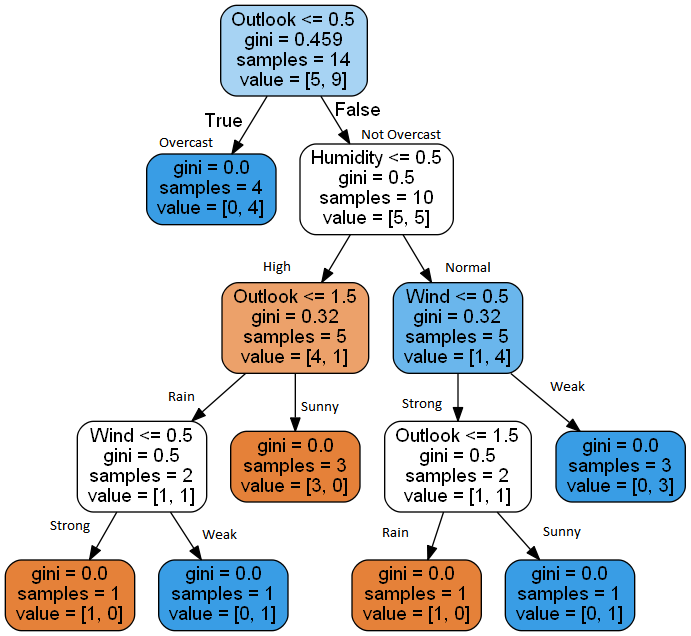 Outlook <= 0.5
gini = 0.459
samples = 14
value = [5, 9]
True
False
Overcast
Not Overcast
gini = 0.0
samples = 4
value = [0, 4]
Humidity <= 0.5
gini = 0.5
samples = 10
value = [5, 5]
High
Normal
Outlook <= 1.5
gini = 0.32
samples = 5
value = [4, 1]
Wind <= 0.5
gini = 0.32
samples = 5
value = [1, 4]
Rain
Sunny
Strong
Weak
Wind <= 0.5
gini = 0.5
samples = 2
value = [1, 1]
gini = 0.0
samples = 3
value = [3, 0]
Outlook <= 1.5
gini = 0.5
samples = 2
value = [1, 1]
gini = 0.0
samples = 3
value = [0, 3]
Strong
Weak
Rain
Sunny
gini = 0.0
samples = 1
value = [1, 0]
gini = 0.0
samples = 1
value = [0, 1]
gini = 0.0
samples = 1
value = [1, 0]
gini = 0.0
samples = 1
value = [0, 1]